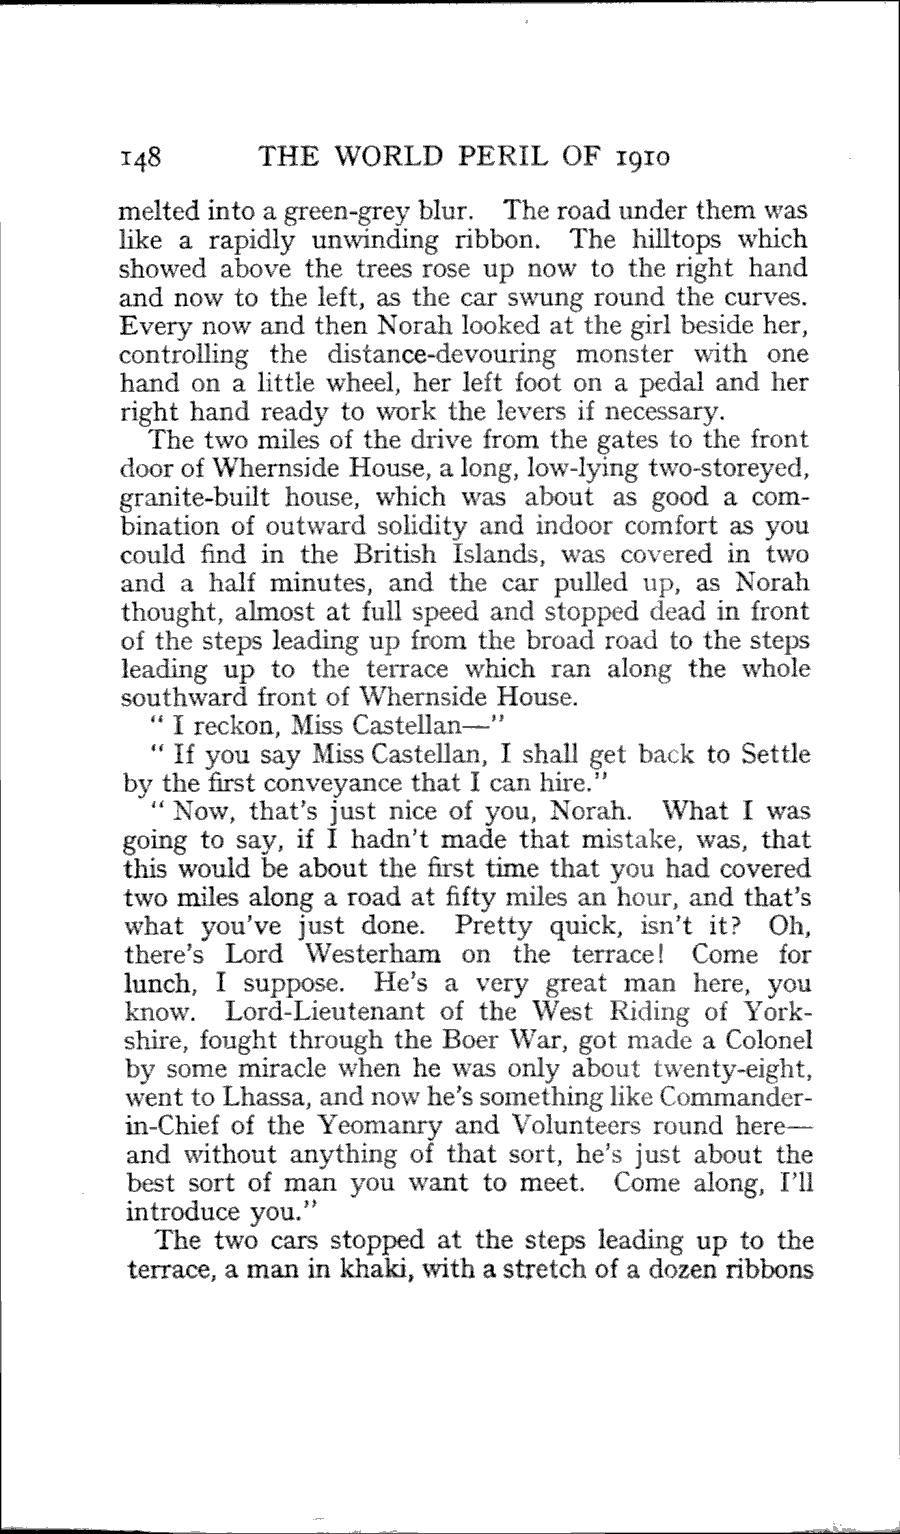 148 THE WORLD PERIL OF 1910
melted into a green-grey blur. The road under them was
like a rapidly unwinding ribbon. The hilltops which
showed above the trees rose up now to the right hand
and now to the left, as the car swung round the curves.
Every now and then Norah looked at the girl beside her,
controlling the distance-devouring monster with one
hand on a little wheel, her left foot on a pedal and her
right hand ready to work the levers if necessary.
The two miles of the drive from the gates to the front
door of Whernside House, a long, low-lying two-storeyed,
granite-built house, which was about as good a com-
bination of outward solidity and indoor comfort as you
could find in the British Islands, was covered in two
and a half minutes, and the car pulled up, as Norah
thought, almost at full speed and stopped dead in front
of the steps leading up from the broad road to the steps
leading up to the terrace which ran along the whole
southward front of Whernside House.
" I reckon, Miss Castellan—"
" If you say Miss Castellan, I shall get back to Settle
by the first conveyance that I can hire."
" Now, that's just nice of you, Norah. What I was
going to say, if I hadn't made that mistake, was, that
this would be about the first time that you had covered
two miles along a road at fifty miles an hour, and that's
what you've just done. Pretty quick, isn't it? Oh,
there's Lord Westerham on the terrace! Come for
lunch, I suppose. He's a very great man here, you
know. Lord-Lieutenant of the West Riding of York-
shire, fought through the Boer War, got made a Colonel
by some miracle when he was only about twenty-eight,
went to Lhassa, and now he's something like Commander-
in-Chief of the Yeomanry and Volunteers round here—
and without anything of that sort, he's just about the
best sort of man you want to meet. Come along, I'll
introduce you."
The two cars stopped at the steps leading up to the
terrace, a man in khaki, with a stretch of a dozen ribbons